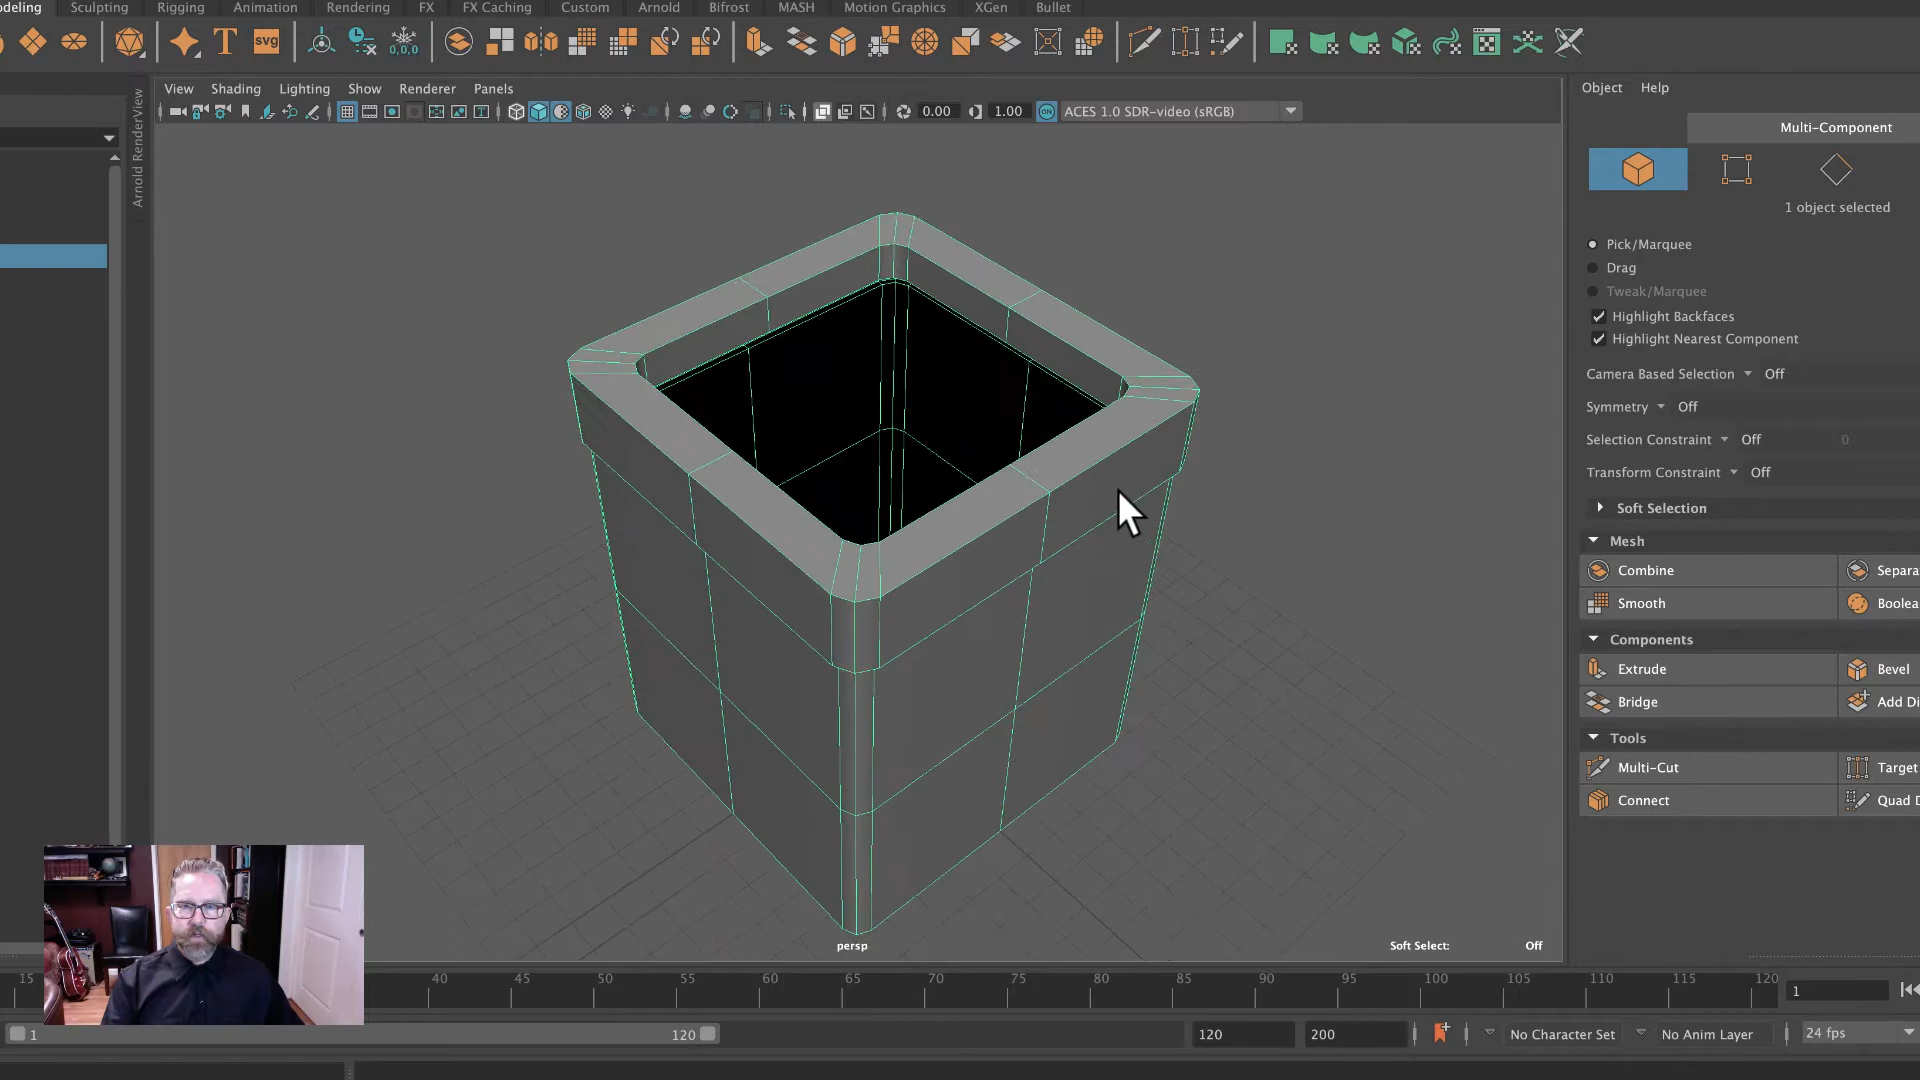 deling Sculpting Rigging Animation Rendering FX FX Caching Custom Arnold Bifrost MASH Motion Graphics XGen Bullet
T svg 0,0,0
View Shading Lighting Show Renderer Panels
Object Help
0.00 1.00 ON ACES 1.0 SDR-video (sRGB)
Arnold RenderView
Multi-Component
1 object selected
Pick/Marquee
Drag
Tweak/Marquee
Highlight Backfaces
Highlight Nearest Component
Camera Based Selection Off
Symmetry Off
Selection Constraint Off 0
Transform Constraint Off
Soft Selection
Mesh
Combine Separa
Smooth Boolea
Components
Extrude Bevel
Bridge Add Di
Tools
Multi-Cut Target
Connect Quad D
persp Soft Select: Off
15 40 45 50 55 60 65 70 75 80 85 90 95 100 105 110 115 120 1
1 120 120 200 No Character Set No Anim Layer 24 fps